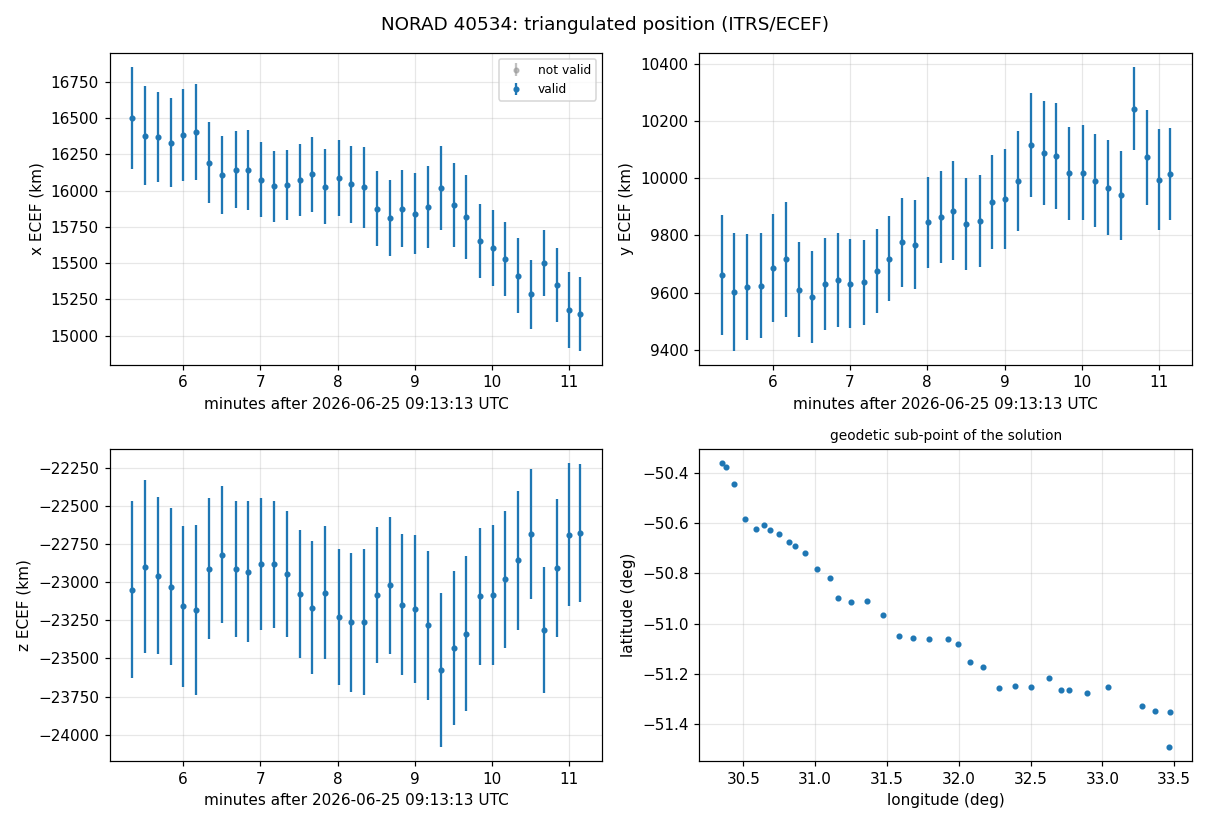 NORAD 40534: triangulated position (ITRS/ECEF)
not valid
valid
16750
16500
16250
16000
15750
15500
15250
15000
x ECEF (km)
6 7 8 9 10 11
minutes after 2026-06-25 09:13:13 UTC
10400
10200
10000
9800
9600
9400
y ECEF (km)
6 7 8 9 10 11
minutes after 2026-06-25 09:13:13 UTC
−22250
−22500
−22750
−23000
−23250
−23500
−23750
−24000
z ECEF (km)
6 7 8 9 10 11
minutes after 2026-06-25 09:13:13 UTC
geodetic sub-point of the solution
−50.4
−50.6
−50.8
−51.0
−51.2
−51.4
latitude (deg)
30.5 31.0 31.5 32.0 32.5 33.0 33.5
longitude (deg)